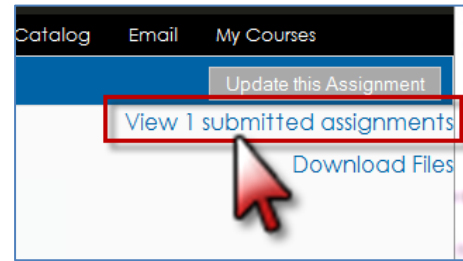 Catalog Email My Courses
Update this Assignment
View 1 submitted assignments
Download Files